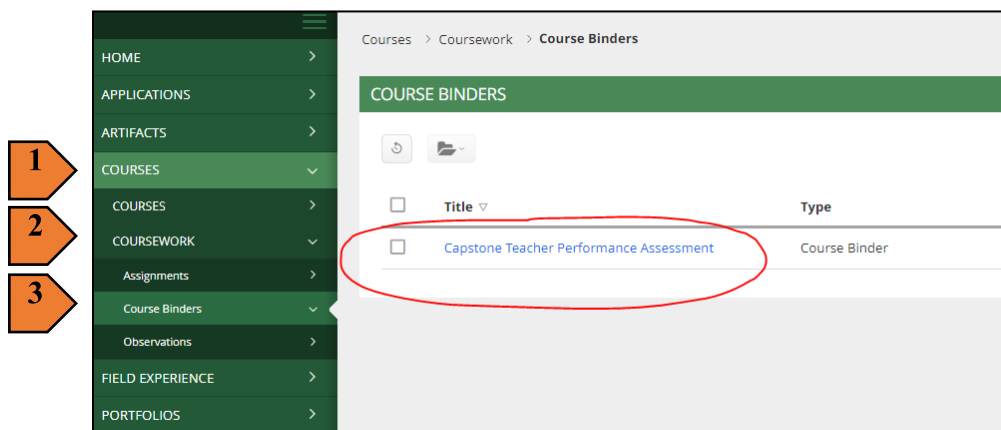 Courses > Coursework > Course Binders
HOME
APPLICATIONS
ARTIFACTS
1
COURSES
COURSES
2
COURSEWORK
Assignments
3
Course Binders
Observations
FIELD EXPERIENCE
PORTFOLIOS
COURSE BINDERS
Title Type
Capstone Teacher Performance Assessment Course Binder